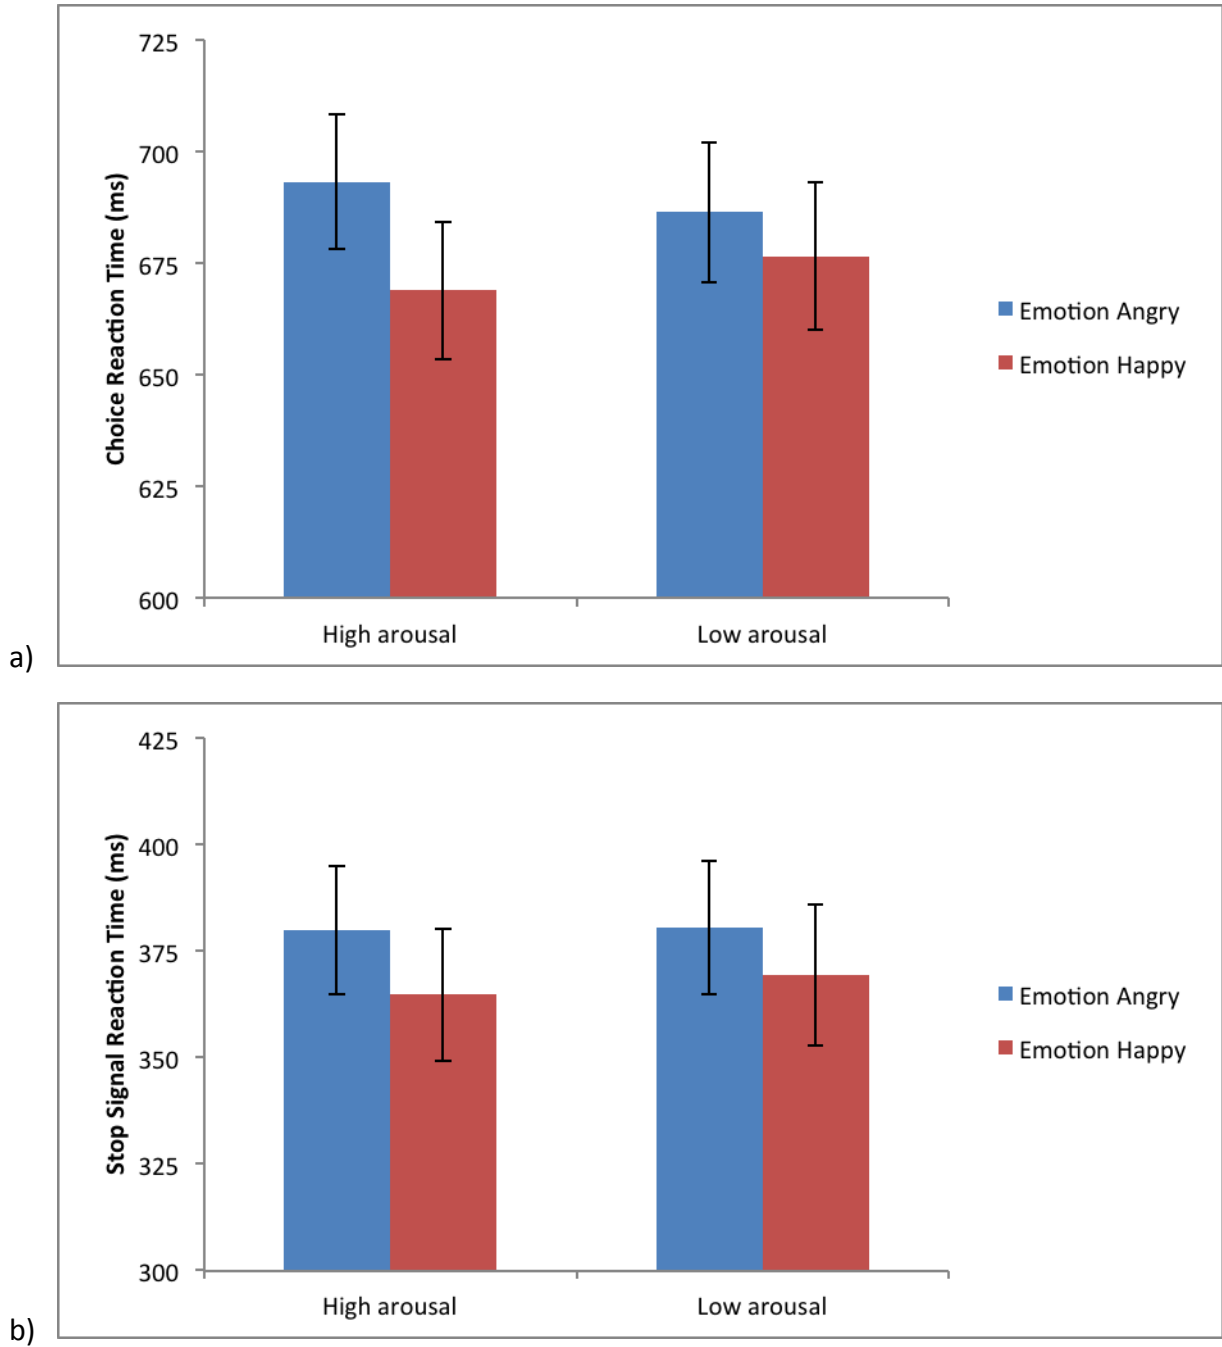 725
700
675
650
625
600
Choice Reaction Time (ms)
High arousal
Low arousal
Emotion Angry
Emotion Happy
a)
425
400
375
350
325
300
Stop Signal Reaction Time (ms)
High arousal
Low arousal
Emotion Angry
Emotion Happy
b)